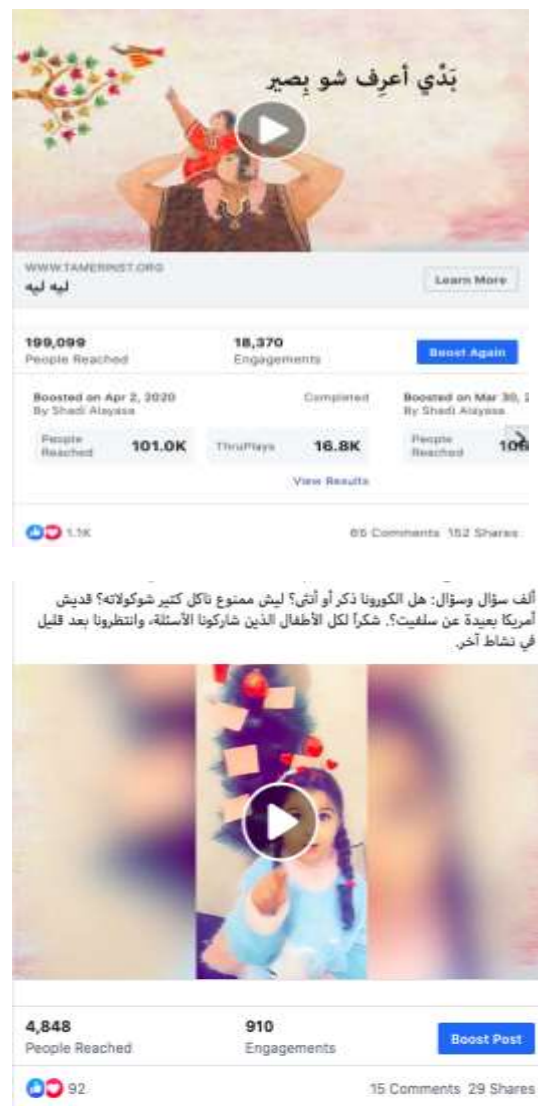 بَدِّي أعرِف شو بِصير
WWW.TAMERINST.ORG
ليه ليه
Learn More
199,099
People Reached
18,370
Engagements
Boost Again
Boosted on Apr 2, 2020
By Shadi Alayasa
Completed
People Reached 101.0K
ThruPlays 16.8K
View Results
Boosted on Mar 30, 2
By Shadi Alayasa
People Reached
1.1K
65 Comments 152 Shares
ألف سؤال وسؤال: هل الكورونا ذكر أو أنثى؟ ليش ممنوع ناكل كتير شوكولاته؟ قديش
أمريكا بعيدة عن سلفيت؟. شكراً لكل الأطفال الذين شاركونا الأسئلة، وانتظرونا بعد قليل
في نشاط آخر.
4,848
People Reached
910
Engagements
Boost Post
92
15 Comments 29 Shares